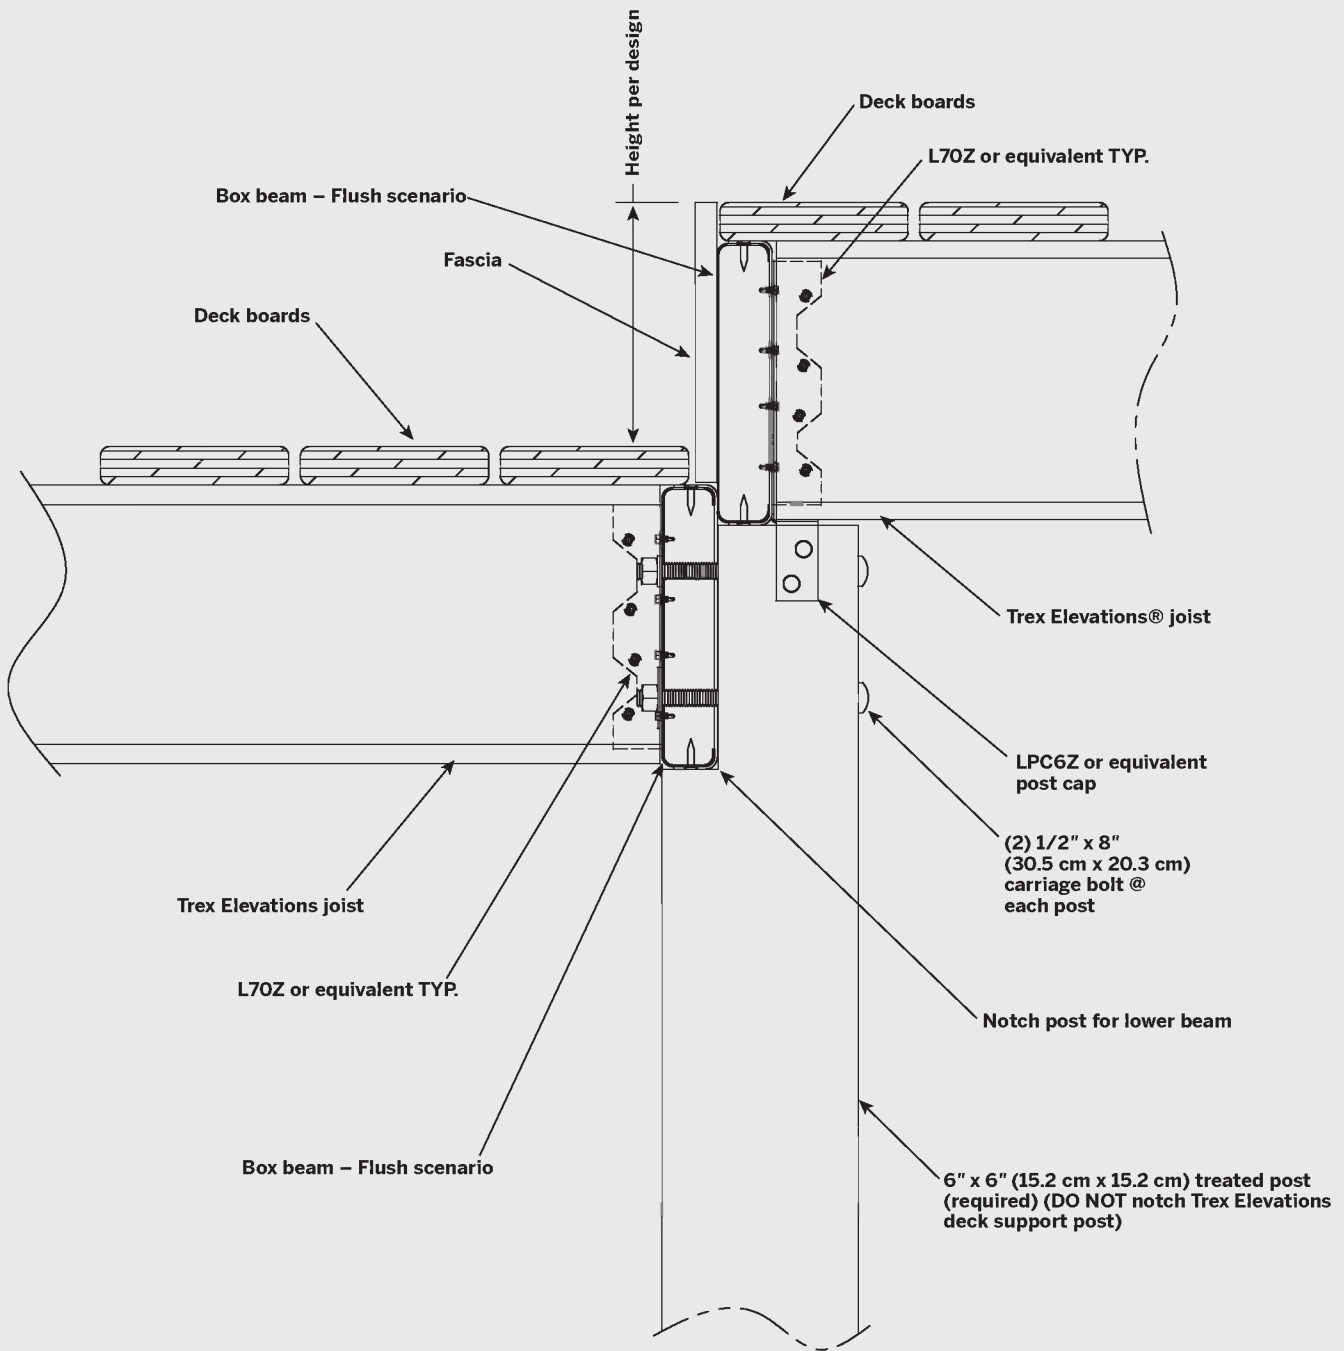 Height per design
Deck boards
L70Z or equivalent TYP.
Box beam – Flush scenario
Fascia
Deck boards
Trex Elevations® joist
LPC6Z or equivalent
post cap
(2) 1/2" x 8"
(30.5 cm x 20.3 cm)
carriage bolt @
each post
Trex Elevations joist
L70Z or equivalent TYP.
Notch post for lower beam
Box beam – Flush scenario
6" x 6" (15.2 cm x 15.2 cm) treated post
(required) (DO NOT notch Trex Elevations
deck support post)